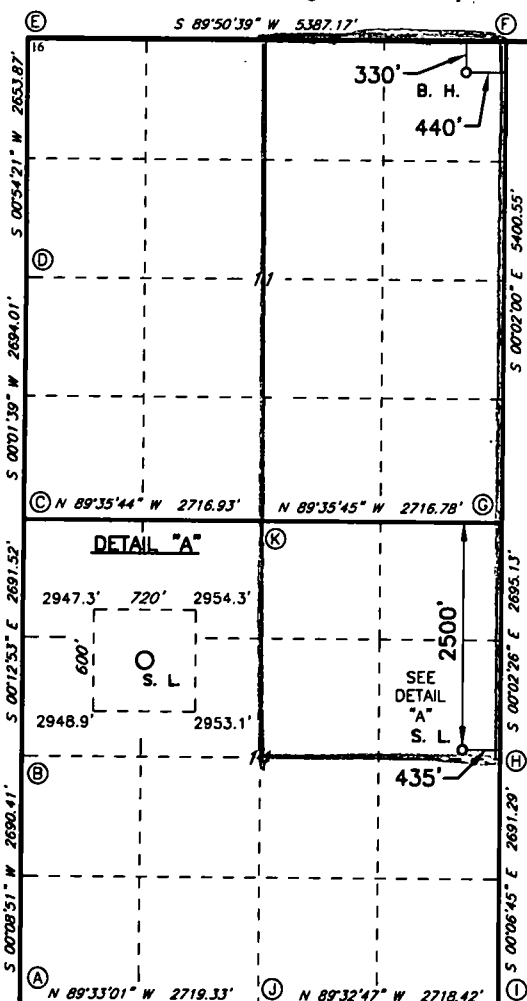 Ⓔ S 89°50'39" W 5387.17' Ⓕ
16
S 00°54'21" W 2653.87'
330'
B. H.
440'
S 00°02'00" E 5400.55'
Ⓓ
11
S 00°01'39" W 2694.01'
Ⓒ N 89°35'44" W 2716.93' N 89°35'45" W 2716.78' Ⓖ
DETAIL "A"
Ⓚ
S 00°12'53" E 2691.52'
2947.3' 720' 2954.3'
600'
S. L.
2948.9' 2953.1'
2500'
S 00°02'26" E 2695.13'
SEE
DETAIL
"A"
S. L.
435'
Ⓑ
14
Ⓗ
S 00°08'51" W 2690.41'
S 00°06'45" E 2691.29'
Ⓐ N 89°33'01" W 2719.33' Ⓙ N 89°32'47" W 2718.42' Ⓘ